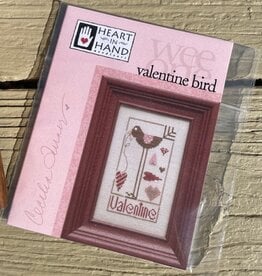 HEART
IN
HAND
wee
one
valentine bird
Valentine